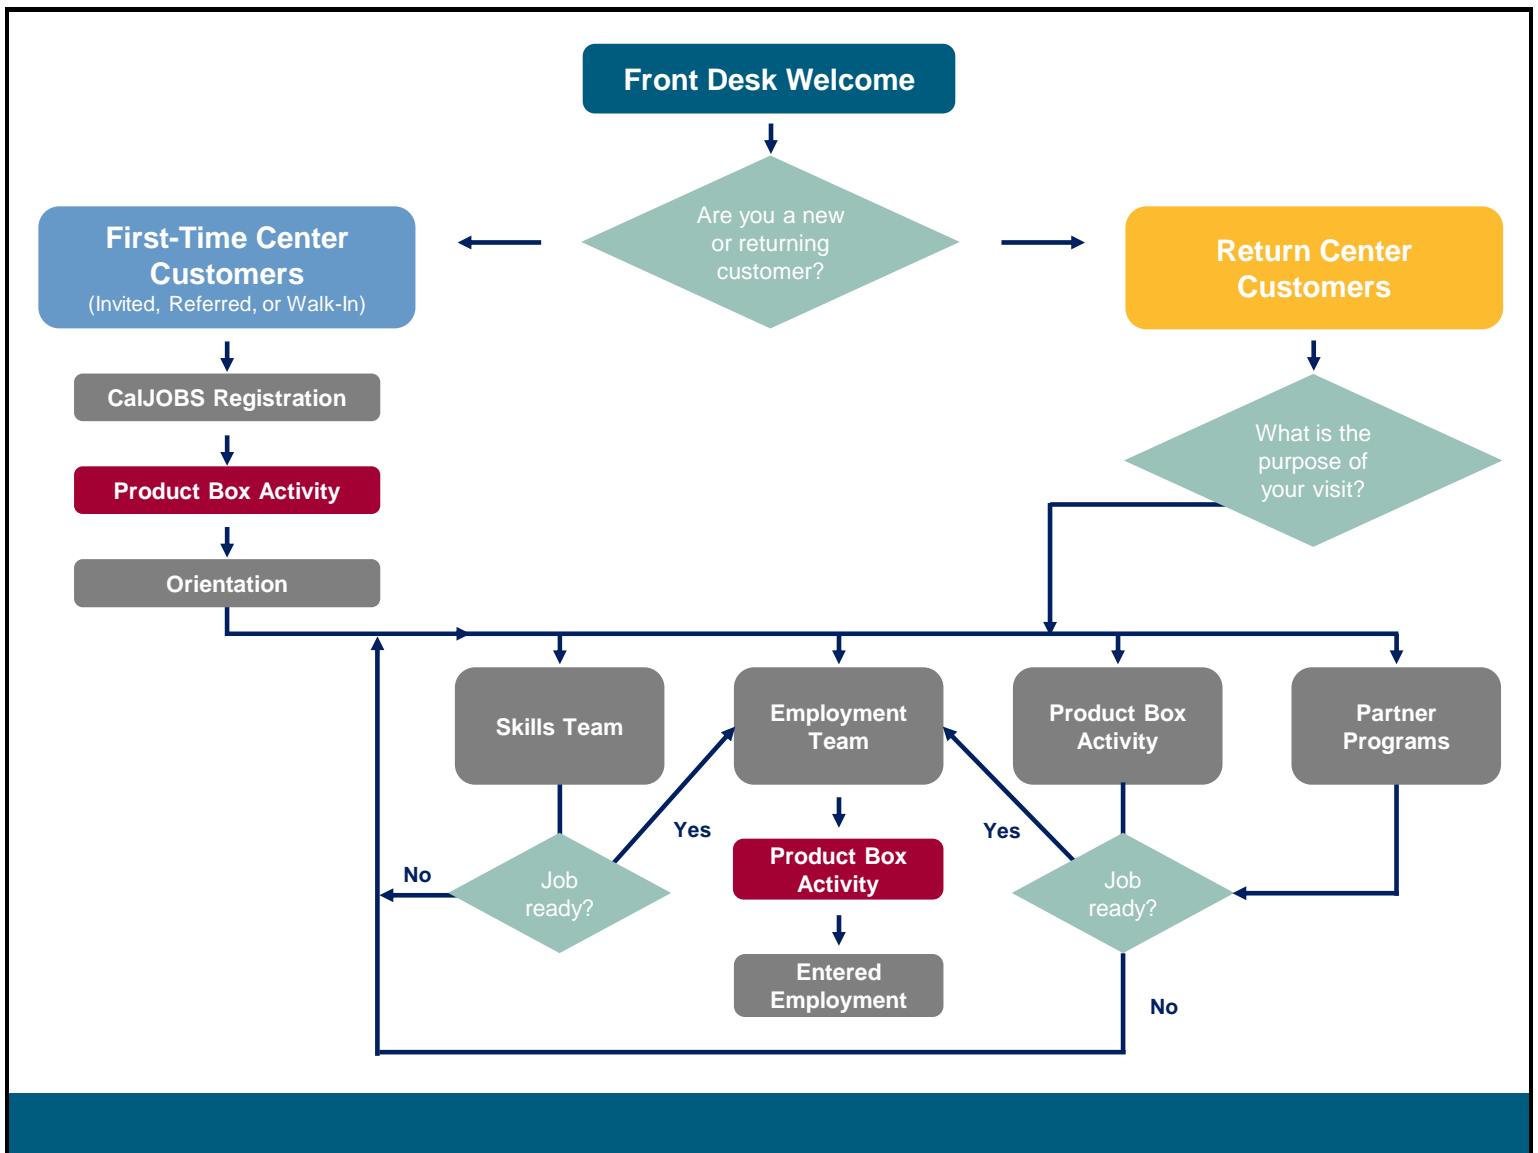 Front Desk Welcome
Are you a new
or returning
customer?
First-Time Center
Customers
(Invited, Referred, or Walk-In)
Return Center
Customers
CalJOBS Registration
Product Box Activity
Orientation
What is the
purpose of
your visit?
Skills Team
Employment
Team
Product Box
Activity
Partner
Programs
Yes
Yes
No
Job
ready?
Product Box
Activity
Job
ready?
Entered
Employment
No